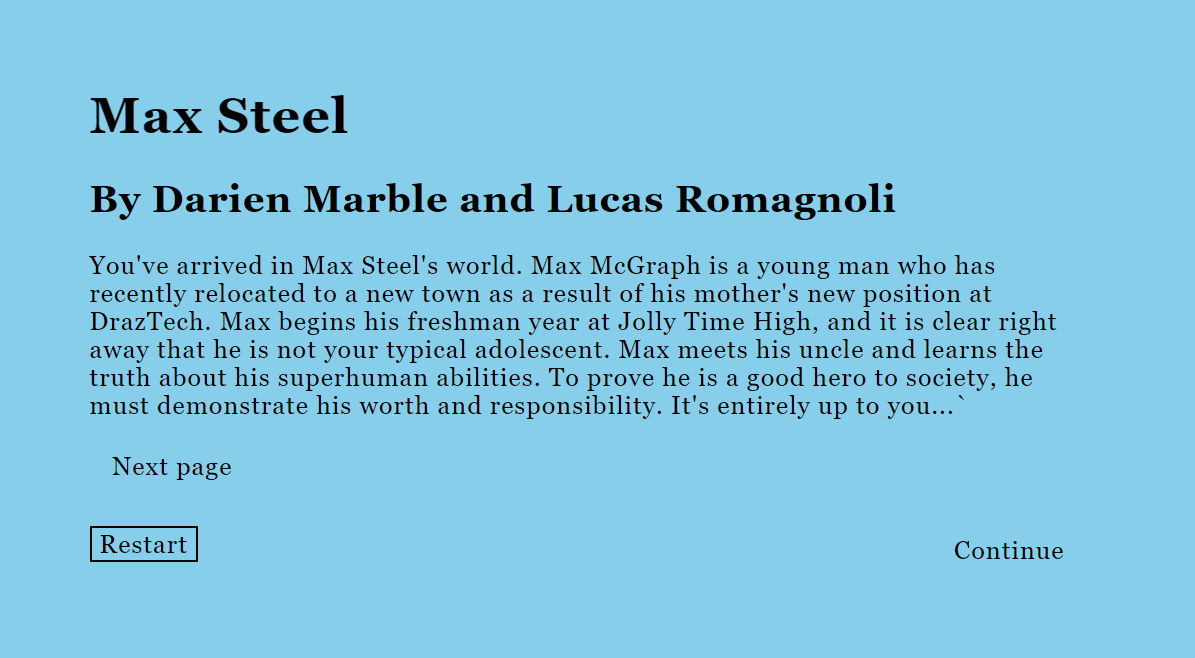 Max Steel
By Darien Marble and Lucas Romagnoli
You've arrived in Max Steel's world. Max McGraph is a young man who has
recently relocated to a new town as a result of his mother's new position at
DrazTech. Max begins his freshman year at Jolly Time High, and it is clear right
away that he is not your typical adolescent. Max meets his uncle and learns the
truth about his superhuman abilities. To prove he is a good hero to society, he
must demonstrate his worth and responsibility. It's entirely up to you...`
Next page
Restart
Continue